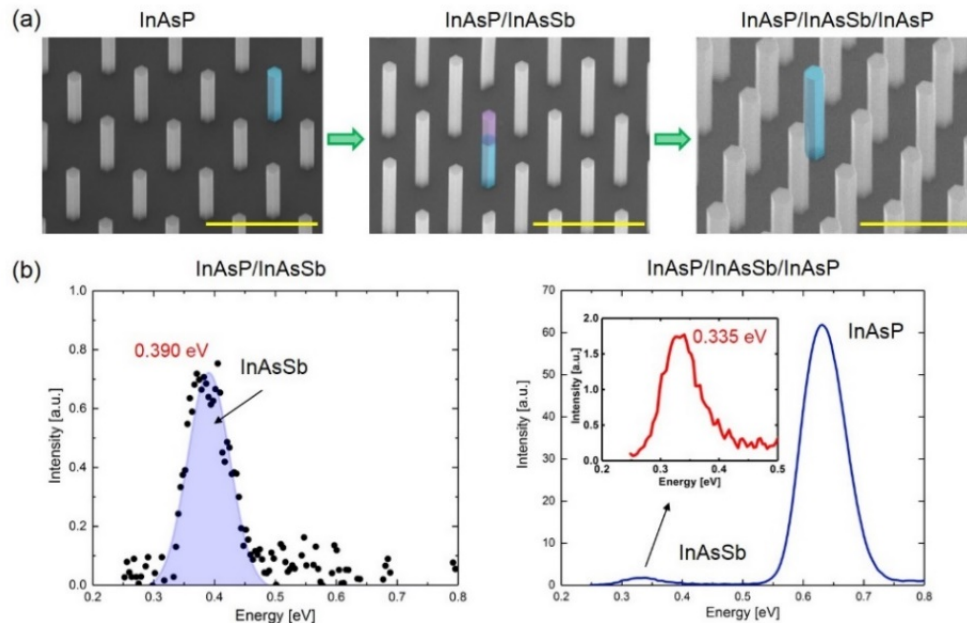 (a)
InAsP
InAsP/InAsSb
InAsP/InAsSb/InAsP
(b)
InAsP/InAsSb
1.0
0.8
0.6
0.4
0.2
0.0
0.2
0.3
0.4
0.5
0.6
0.7
0.8
Intensity [a.u.]
Energy [eV]
0.390 eV
InAsSb
InAsP/InAsSb/InAsP
70
60
50
40
30
20
10
0
0.2
0.3
0.4
0.5
0.6
0.7
0.8
Intensity [a.u.]
Energy [eV]
InAsP
InAsSb
2.0
1.5
1.0
0.5
0.0
0.2
0.3
0.4
0.5
Intensity [a.u.]
Energy [eV]
0.335 eV